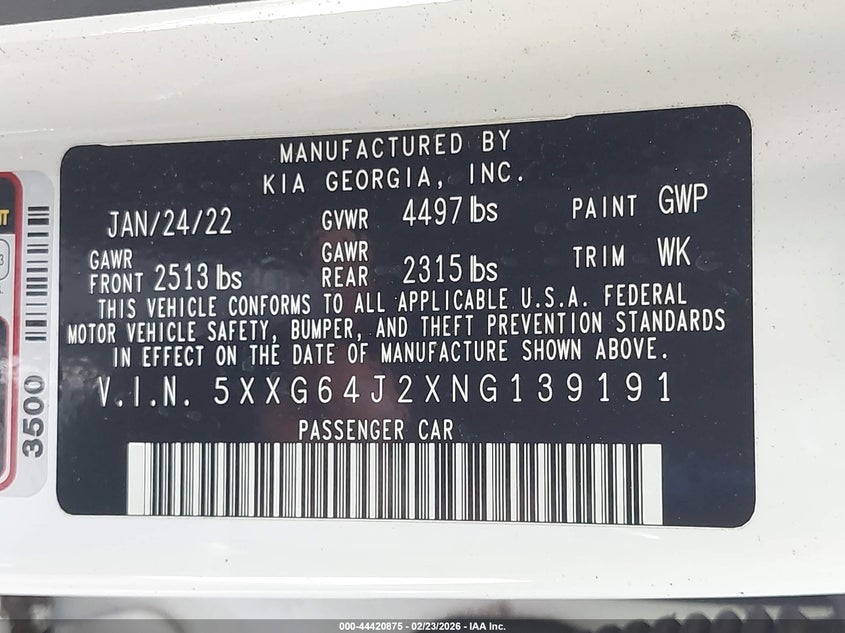 MANUFACTURED BY
KIA GEORGIA, INC.
JAN/24/22 GVWR 4497 lbs PAINT GWP
GAWR FRONT 2513 lbs GAWR REAR 2315 lbs TRIM WK
THIS VEHICLE CONFORMS TO ALL APPLICABLE U.S.A. FEDERAL
MOTOR VEHICLE SAFETY, BUMPER, AND THEFT PREVENTION STANDARDS
IN EFFECT ON THE DATE OF MANUFACTURE SHOWN ABOVE.
V.I.N. 5XXG64J2XNG139191
PASSENGER CAR
3500
000-44420875 - 02/23/2026 - IAA Inc.